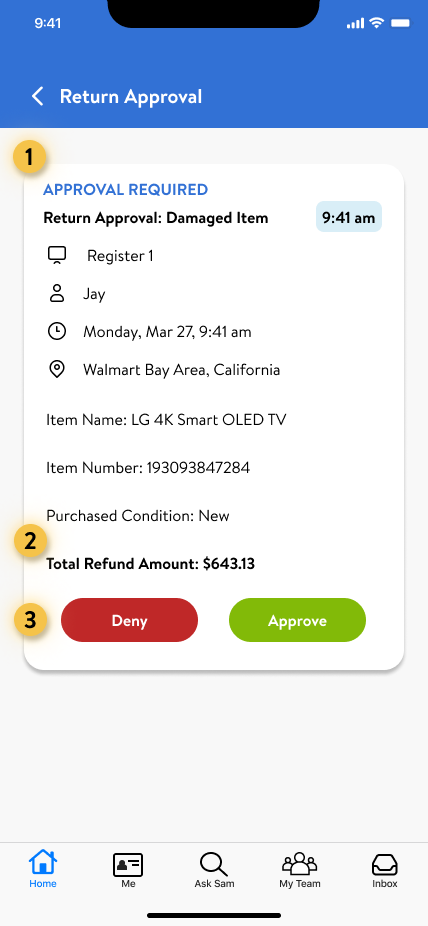 9:41
Return Approval
1
APPROVAL REQUIRED
Return Approval: Damaged Item 9:41 am
Register 1
Jay
Monday, Mar 27, 9:41 am
Walmart Bay Area, California
Item Name: LG 4K Smart OLED TV
Item Number: 193093847284
Purchased Condition: New
2
Total Refund Amount: $643.13
3 Deny Approve
Home Me Ask Sam My Team Inbox